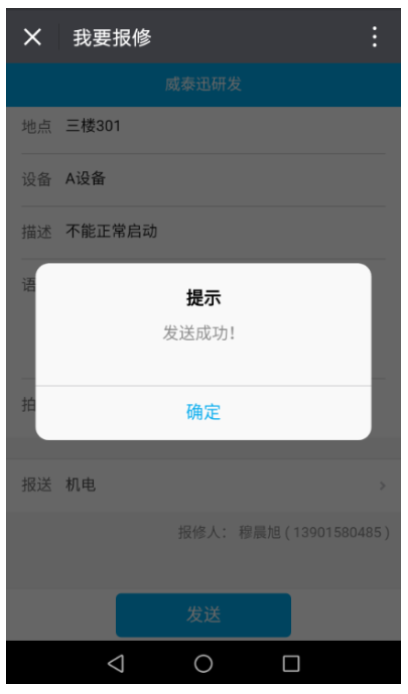 我要报修
威泰迅研发
地点 三楼301
设备 A设备
描述 不能正常启动
语
提示
发送成功!
拍
确定
报送 机电
报修人： 穆晨旭 ( 13901580485 )
发送